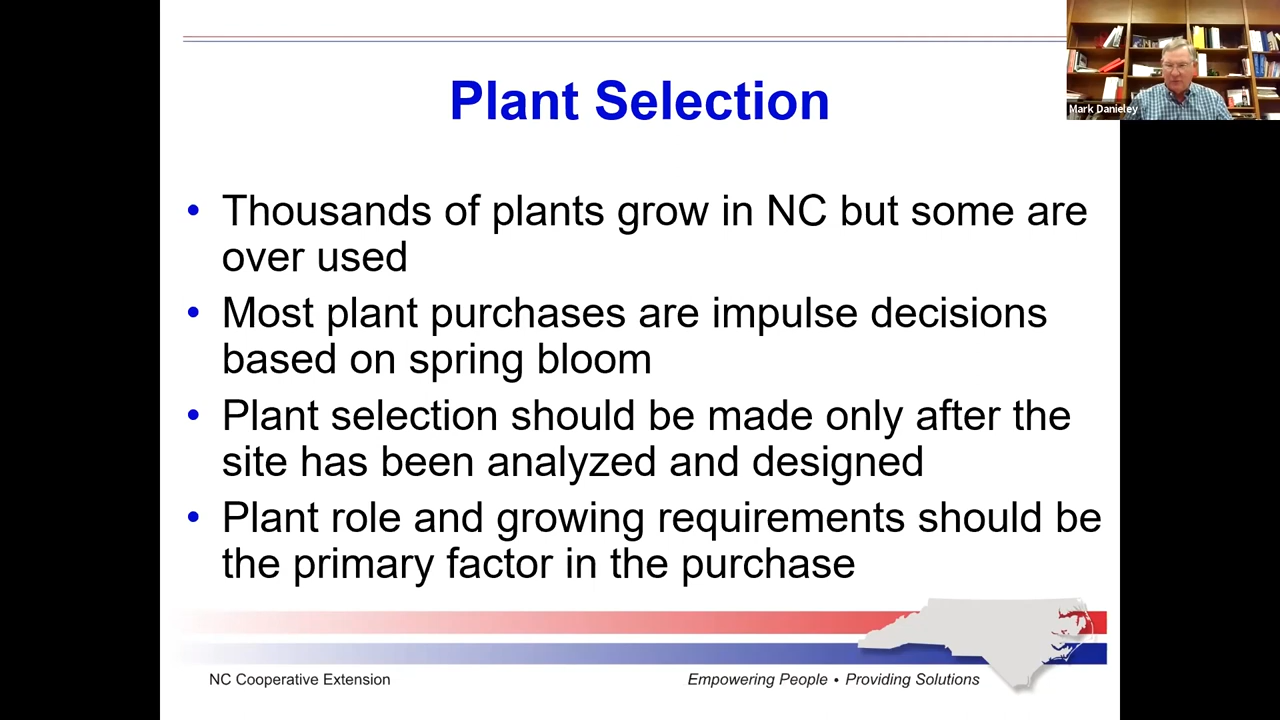 Plant Selection
Mark Danieley
• Thousands of plants grow in NC but some are
over used
• Most plant purchases are impulse decisions
based on spring bloom
• Plant selection should be made only after the
site has been analyzed and designed
• Plant role and growing requirements should be
the primary factor in the purchase
NC Cooperative Extension
Empowering People • Providing Solutions